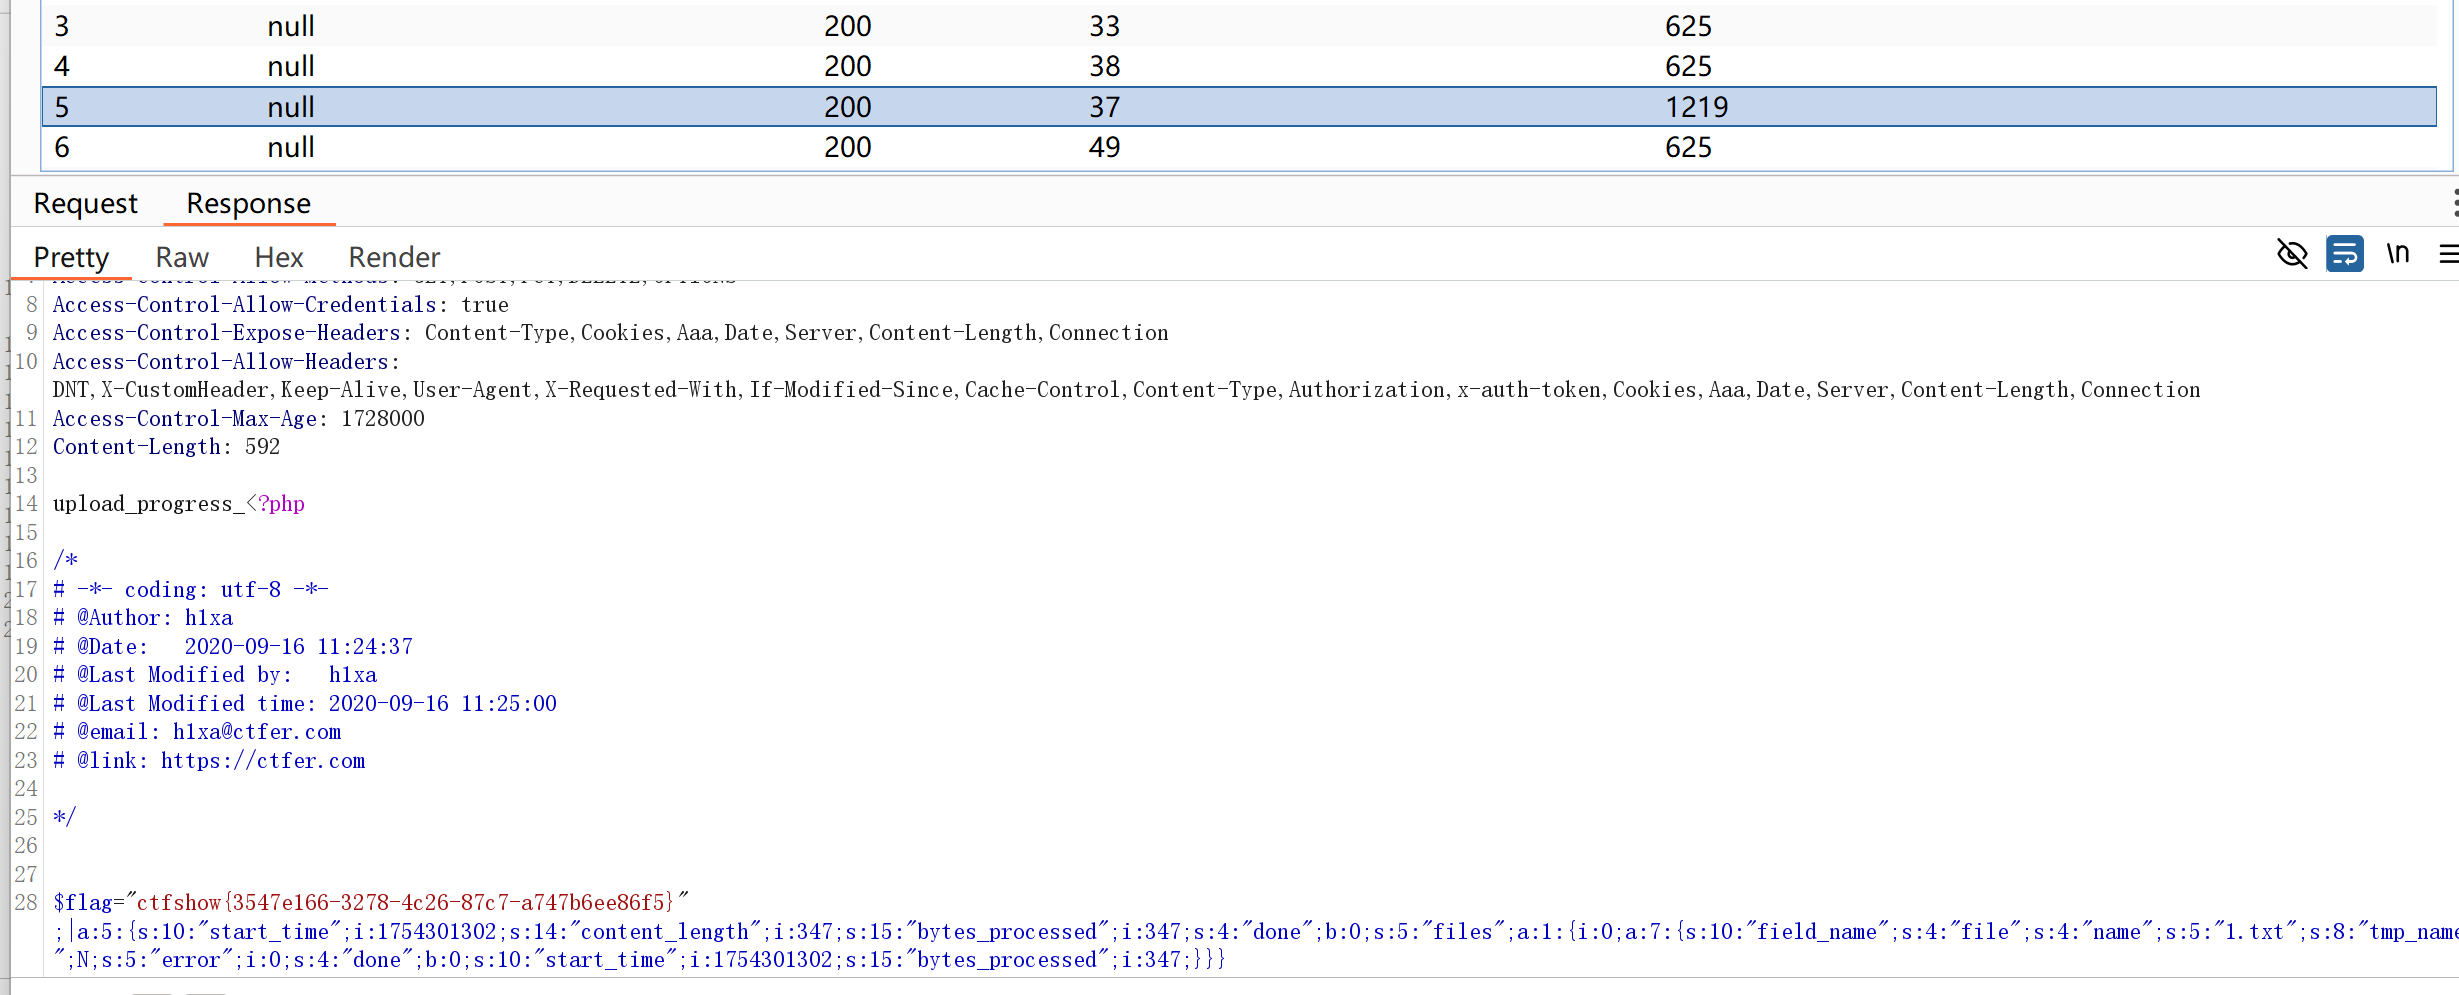 3 null 200 33 625
4 null 200 38 625
5 null 200 37 1219
6 null 200 49 625
Request Response
Pretty Raw Hex Render \n
8 Access-Control-Allow-Credentials: true
9 Access-Control-Expose-Headers: Content-Type,Cookies,Aaa,Date,Server,Content-Length,Connection
10 Access-Control-Allow-Headers:
DNT,X-CustomHeader,Keep-Alive,User-Agent,X-Requested-With,If-Modified-Since,Cache-Control,Content-Type,Authorization,x-auth-token,Cookies,Aaa,Date,Server,Content-Length,Connection
11 Access-Control-Max-Age: 1728000
12 Content-Length: 592
13
14 upload_progress_<?php
15
16 /*
17 # -*- coding: utf-8 -*-
18 # @Author: h1xa
19 # @Date:   2020-09-16 11:24:37
20 # @Last Modified by:   h1xa
21 # @Last Modified time: 2020-09-16 11:25:00
22 # @email: h1xa@ctfer.com
23 # @link: https://ctfer.com
24
25 */
26
27
28 $flag="ctfshow{3547e166-3278-4c26-87c7-a747b6ee86f5}"
;|a:5:{s:10:"start_time";i:1754301302;s:14:"content_length";i:347;s:15:"bytes_processed";i:347;s:4:"done";b:0;s:5:"files";a:1:{i:0;a:7:{s:10:"field_name";s:4:"file";s:4:"name";s:5:"1.txt";s:8:"tmp_name
";N;s:5:"error";i:0;s:4:"done";b:0;s:10:"start_time";i:1754301302;s:15:"bytes_processed";i:347;}}}